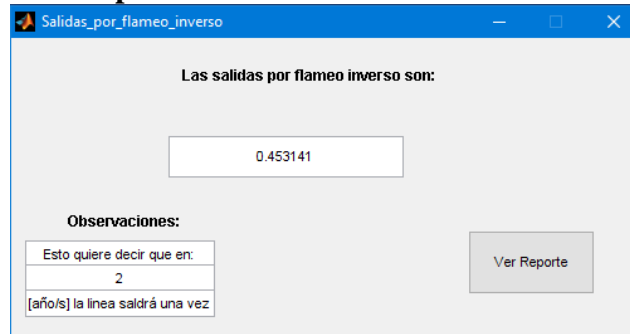 Salidas_por_flameo_inverso
Las salidas por flameo inverso son:
0.453141
Observaciones:
Esto quiere decir que en:
2
[año/s] la linea saldrá una vez
Ver Reporte